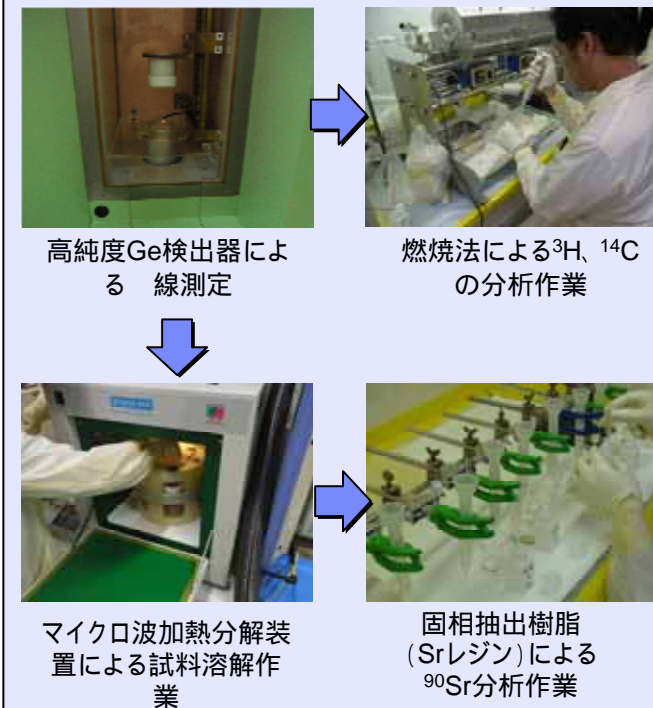 高純度Ge検出器によ
る　線測定
燃焼法による³H、¹⁴C
の分析作業
マイクロ波加熱分解装
置による試料溶解作
業
固相抽出樹脂
(Srレジン)による
⁹⁰Sr分析作業